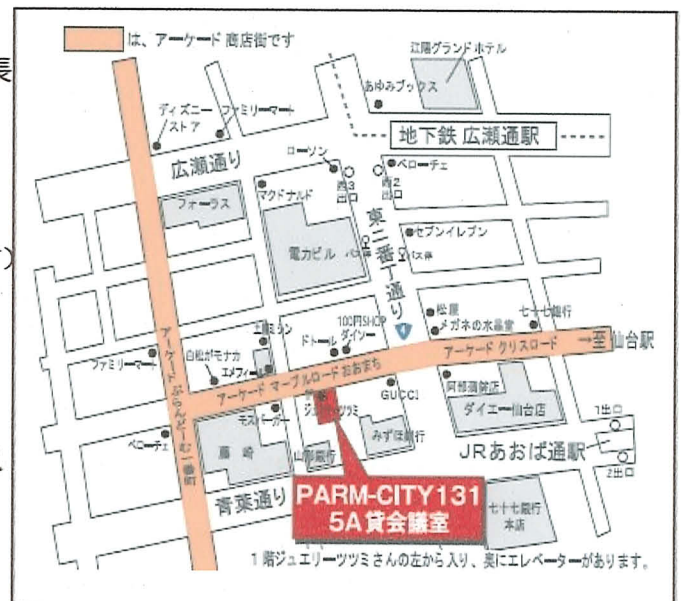 は、アーケード商店街です
長
江陽グランドホテル
あゆみブックス
ディズニー
ストア
ファミリーマート
地下鉄 広瀬通駅
ローソン
ベローチェ
広瀬通り
西3
出口
西2
出口
マクドナルド
フォーラス
東二番丁通り
セブンイレブン
電力ビル
バス停
バス停
松屋
メガネの水晶堂
七十七銀行
4
100円SHOP
ダイソー
ドトール
→至 仙台駅
アーケード クリスロード
アーケード マーブルロード おおまち
アーケード ぶらんどーむ一番町
ファミリーマート
白松がモナカ
エメフィール
モスバーガー
GUCCI
阿部蒲鉾店
ダイエー仙台店
ベローチェ
藤崎
みずほ銀行
1出口
JRあおば通駅
2出口
青葉通り
PARM-CITY131
5A 貸会議室
七十七銀行
本店
1階ジュエリーツツミさんの左から入り、奥にエレベーターがあります。